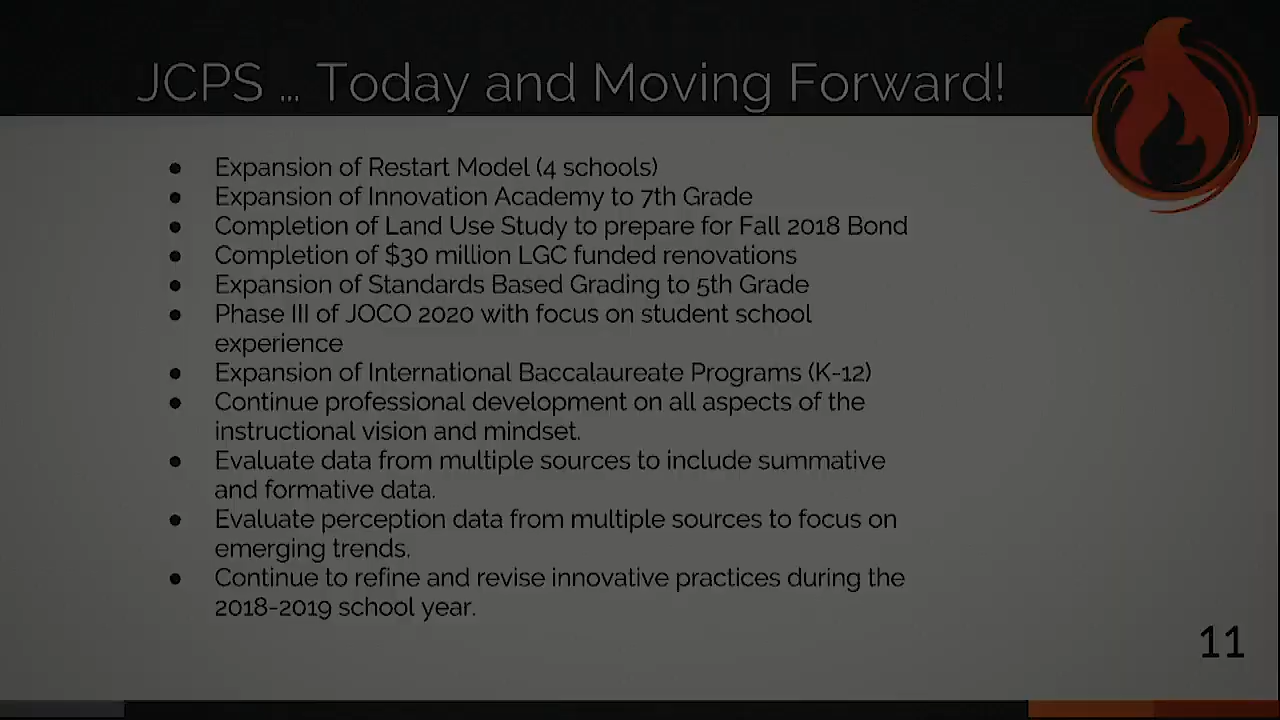 JCPS ... Today and Moving Forward!
● Expansion of Restart Model (4 schools)
● Expansion of Innovation Academy to 7th Grade
● Completion of Land Use Study to prepare for Fall 2018 Bond
● Completion of $30 million LGC funded renovations
● Expansion of Standards Based Grading to 5th Grade
● Phase III of JOCO 2020 with focus on student school
experience
● Expansion of International Baccalaureate Programs (K-12)
● Continue professional development on all aspects of the
instructional vision and mindset.
● Evaluate data from multiple sources to include summative
and formative data.
● Evaluate perception data from multiple sources to focus on
emerging trends.
● Continue to refine and revise innovative practices during the
2018-2019 school year.
11